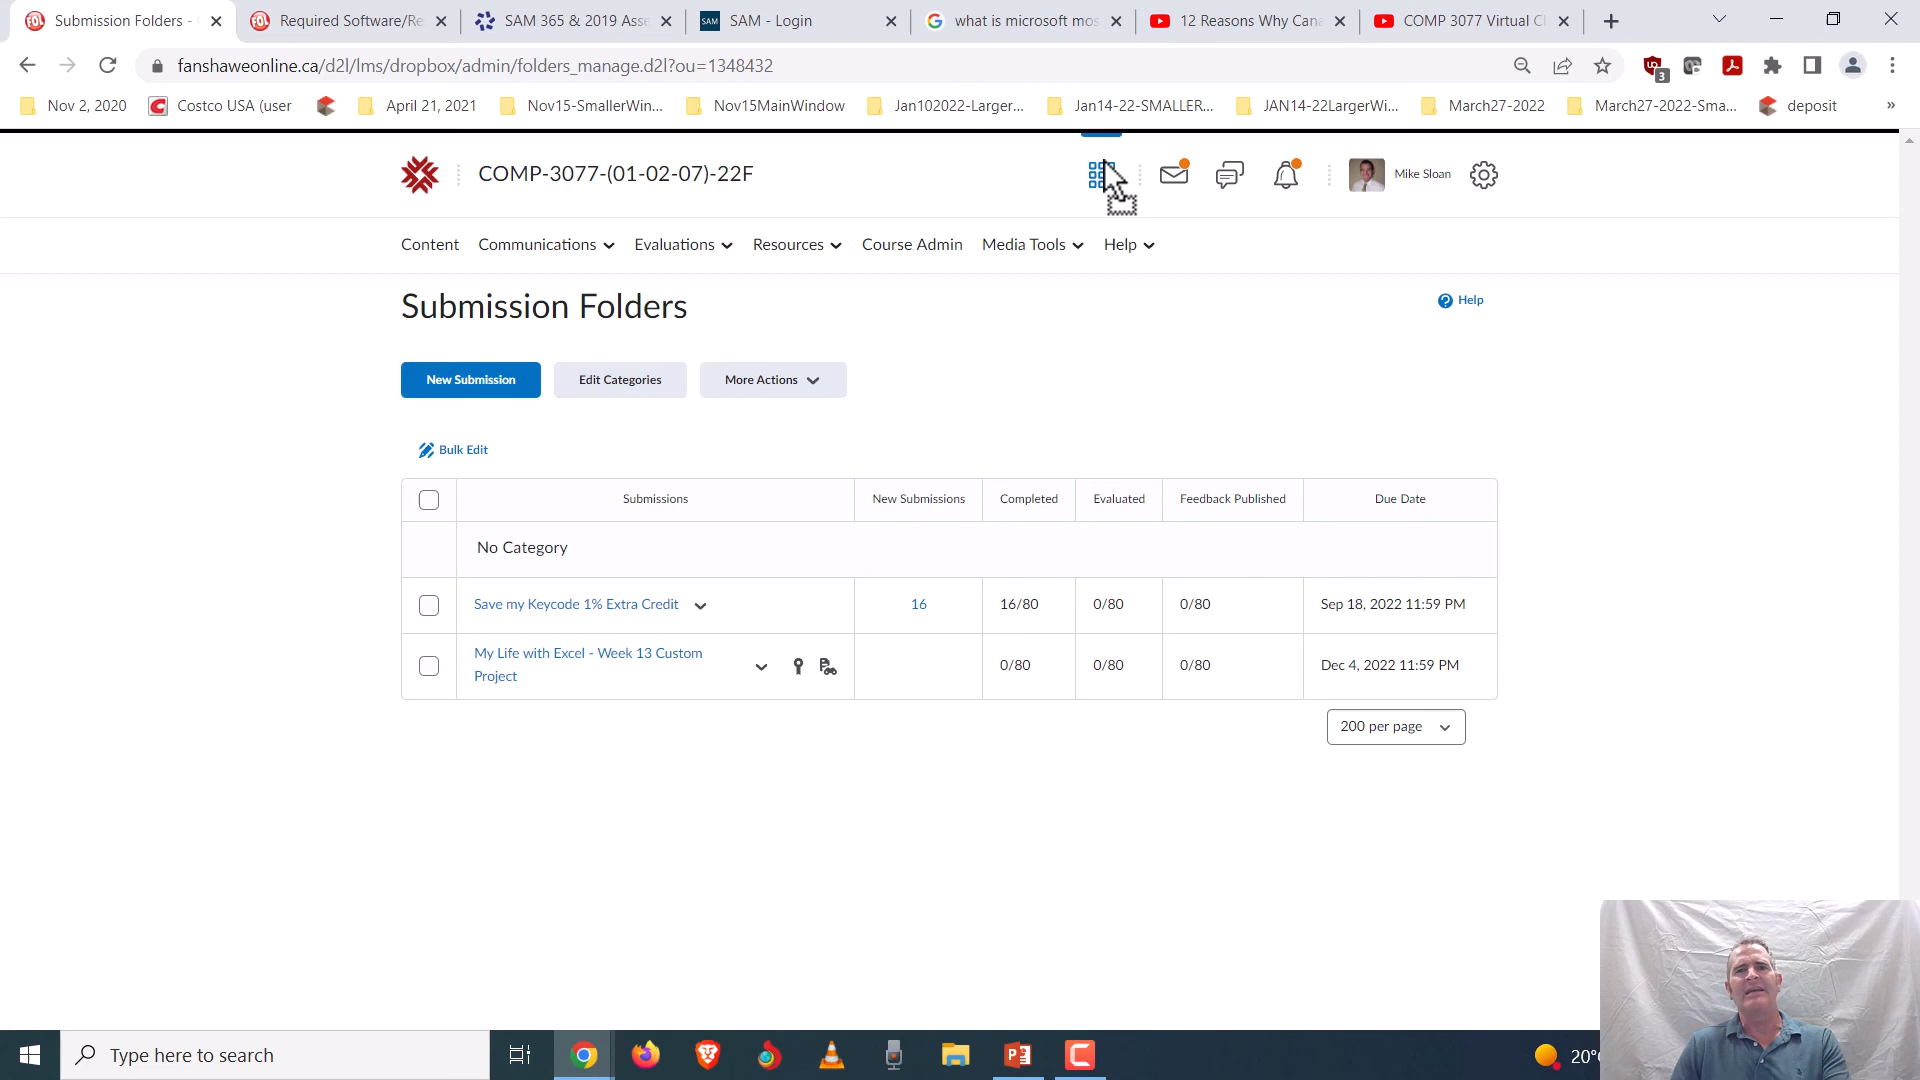 Submission Folders -
Required Software/Re
SAM 365 & 2019 Asse
SAM - Login
what is microsoft mos
12 Reasons Why Cana
COMP 3077 Virtual Cl
fanshaweonline.ca/d2l/lms/dropbox/admin/folders_manage.d2l?ou=1348432
3
Nov 2, 2020
Costco USA (user
April 21, 2021
Nov15-SmallerWin...
Nov15MainWindow
Jan102022-Larger...
Jan14-22-SMALLER...
JAN14-22LargerWi...
March27-2022
March27-2022-Sma...
deposit
»
COMP-3077-(01-02-07)-22F
Mike Sloan
Content
Communications
Evaluations
Resources
Course Admin
Media Tools
Help
Submission Folders
Help
New Submission
Edit Categories
More Actions
Bulk Edit
Submissions
New Submissions
Completed
Evaluated
Feedback Published
Due Date
No Category
Save my Keycode 1% Extra Credit
16
16/80
0/80
0/80
Sep 18, 2022 11:59 PM
My Life with Excel - Week 13 Custom
Project
0/80
0/80
0/80
Dec 4, 2022 11:59 PM
200 per page
Type here to search
20°